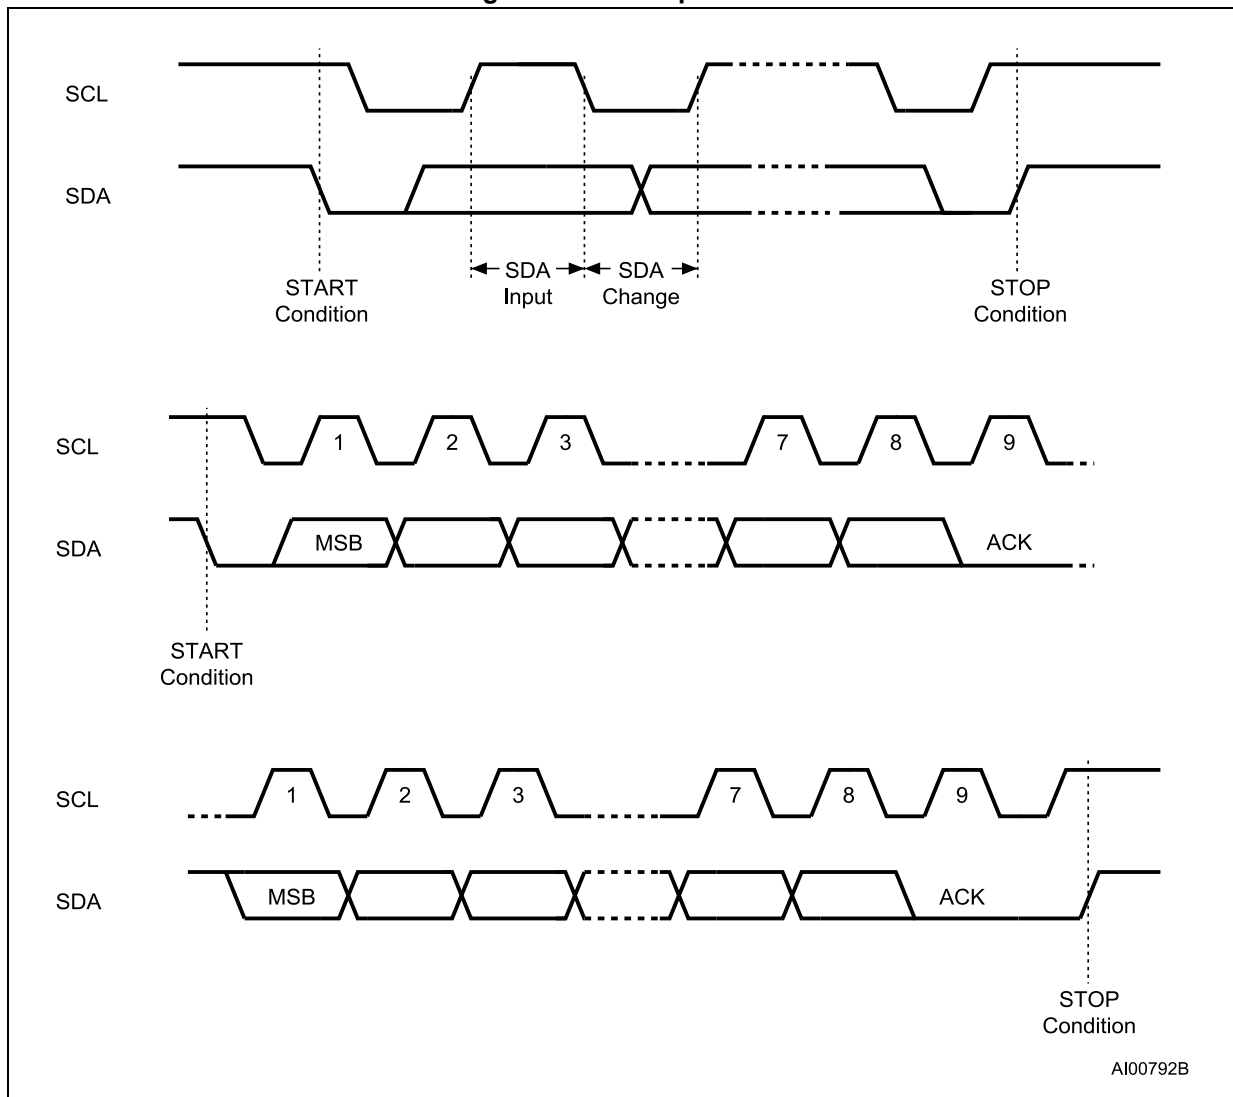 SCL
SDA
SDA
Input
SDA
Change
START
Condition
STOP
Condition
SCL
1 2 3 7 8 9
SDA
MSB
ACK
START
Condition
SCL
1 2 3 7 8 9
SDA
MSB
ACK
STOP
Condition
AI00792B